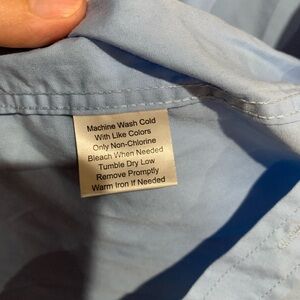 Machine Wash Cold
With Like Colors
Only Non-Chlorine
Bleach When Needed
Tumble Dry Low
Remove Promptly
Warm Iron If Needed